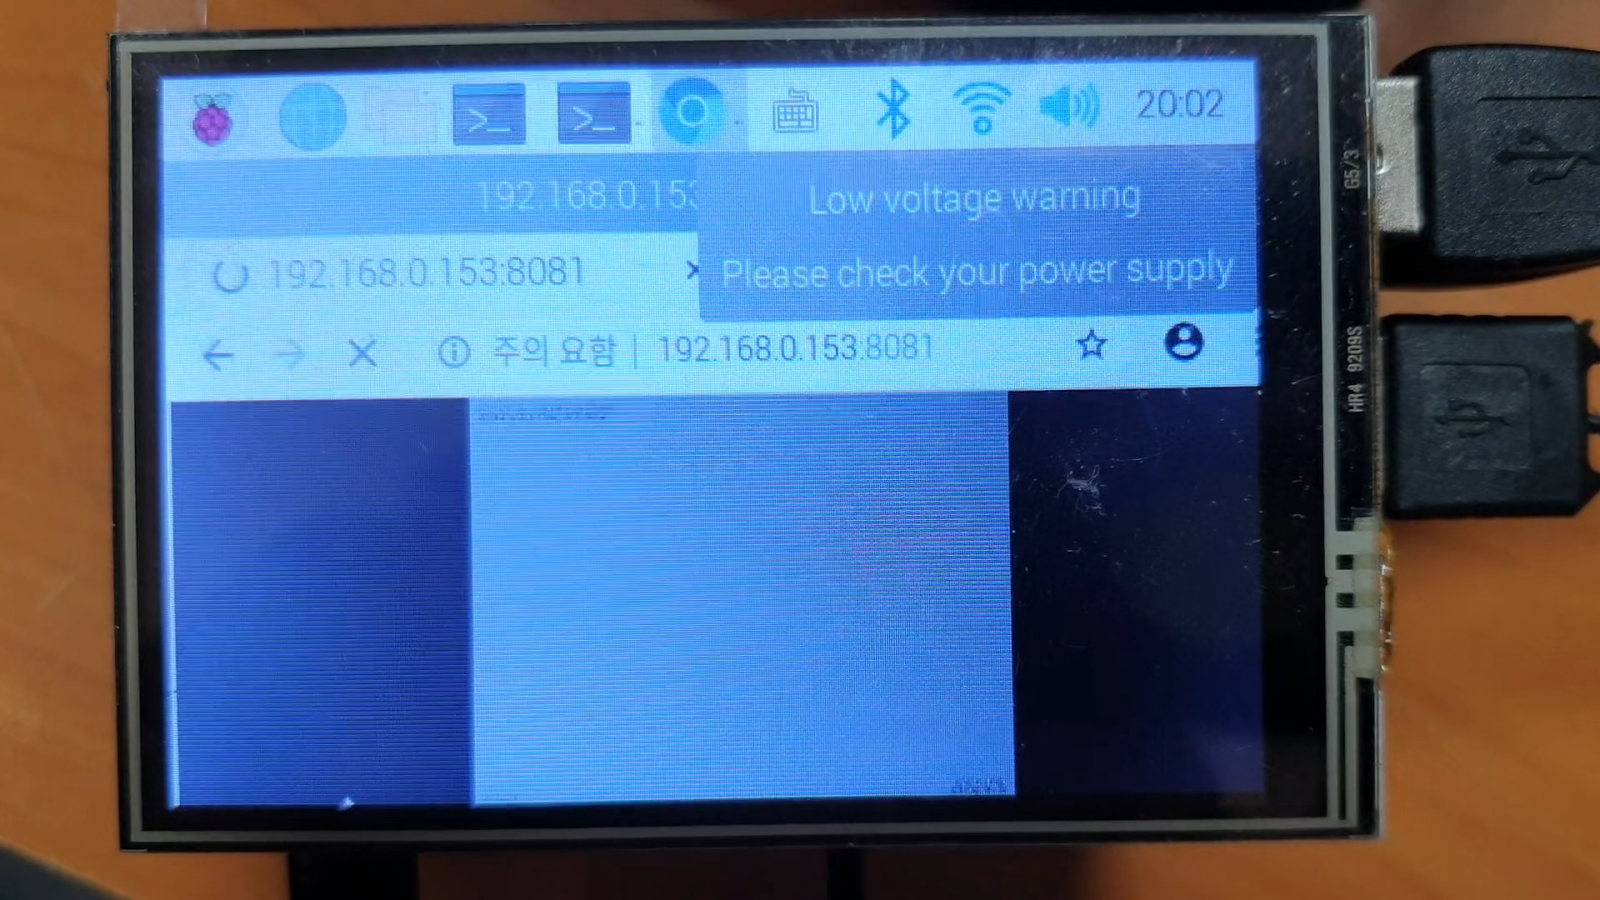 >_
>_
20:02
192.168.0.153
Low voltage warning
Please check your power supply
192.168.0.153:8081
주의 요함 | 192.168.0.153:8081
G5/3
HR4 9209S